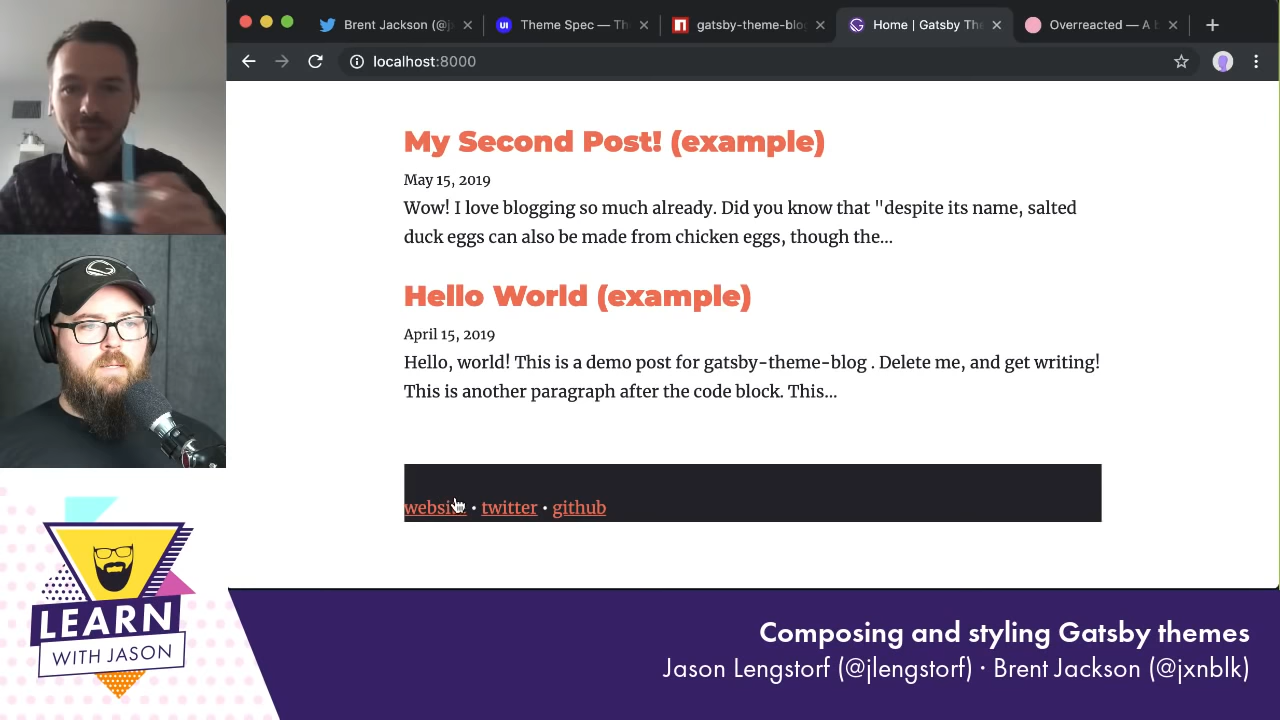 Brent Jackson (@j
Theme Spec — Th
gatsby-theme-blo
Home | Gatsby The
Overreacted — A b
localhost:8000
My Second Post! (example)
May 15, 2019
Wow! I love blogging so much already. Did you know that "despite its name, salted
duck eggs can also be made from chicken eggs, though the...
Hello World (example)
April 15, 2019
Hello, world! This is a demo post for gatsby-theme-blog . Delete me, and get writing!
This is another paragraph after the code block. This...
website • twitter • github
LEARN
WITH JASON
Composing and styling Gatsby themes
Jason Lengstorf (@jlengstorf) · Brent Jackson (@jxnblk)